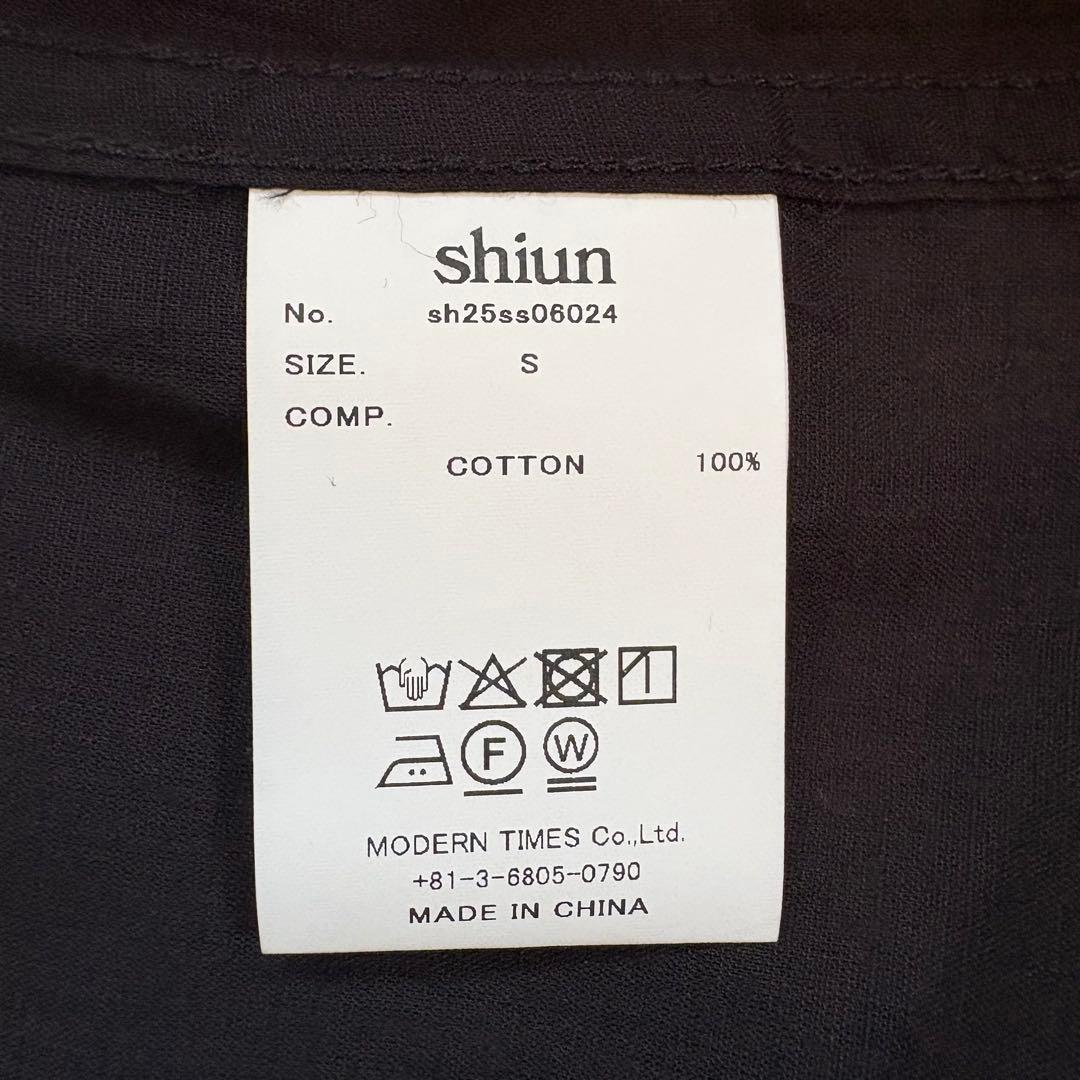 shiun
No. sh25ss06024
SIZE. S
COMP.
COTTON 100%
F W
MODERN TIMES Co.,Ltd.
+81-3-6805-0790
MADE IN CHINA